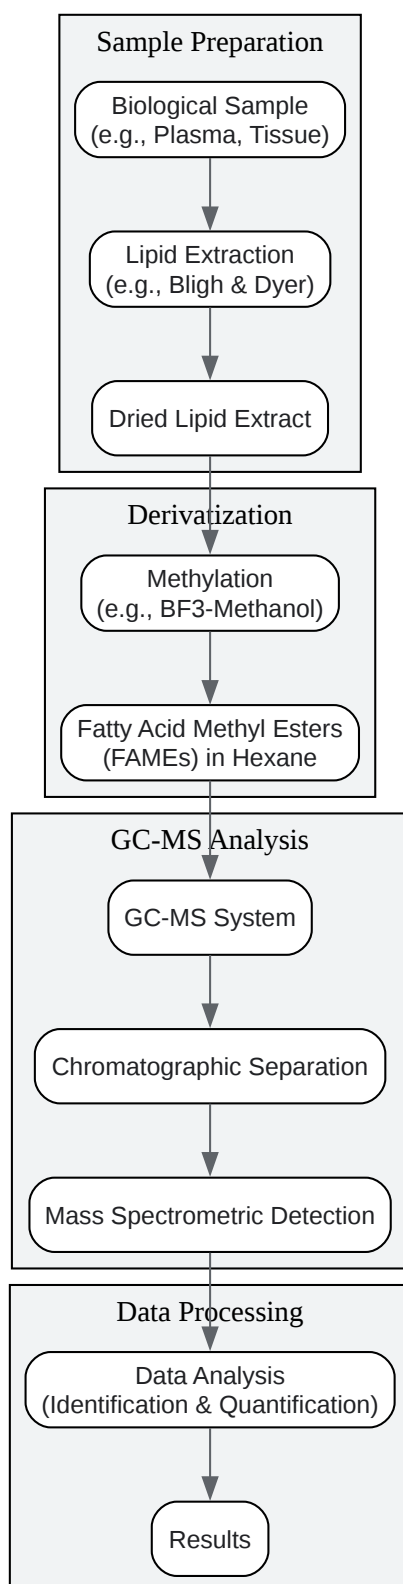 Sample Preparation
Biological Sample
(e.g., Plasma, Tissue)
Lipid Extraction
(e.g., Bligh & Dyer)
Dried Lipid Extract
Derivatization
Methylation
(e.g., BF3-Methanol)
Fatty Acid Methyl Esters
(FAMEs) in Hexane
GC-MS Analysis
GC-MS System
Chromatographic Separation
Mass Spectrometric Detection
Data Processing
Data Analysis
(Identification & Quantification)
Results